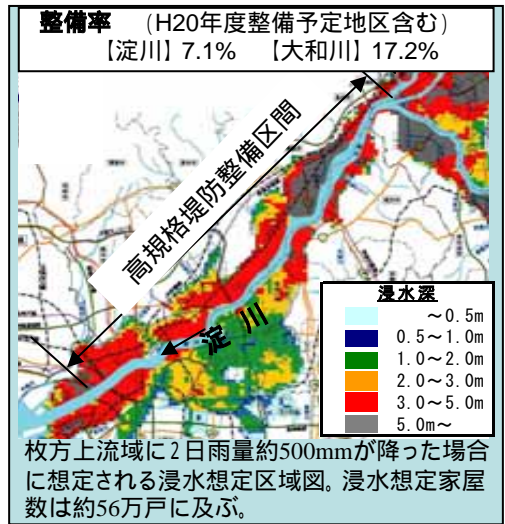 整備率　（H20年度整備予定地区含む）
【淀川】7.1%　【大和川】17.2%
高規格堤防整備区間
淀川
浸水深
～0.5m
0.5～1.0m
1.0～2.0m
2.0～3.0m
3.0～5.0m
5.0m～
枚方上流域に2日雨量約500mmが降った場合
に想定される浸水想定区域図。浸水想定家屋
数は約56万戸に及ぶ。